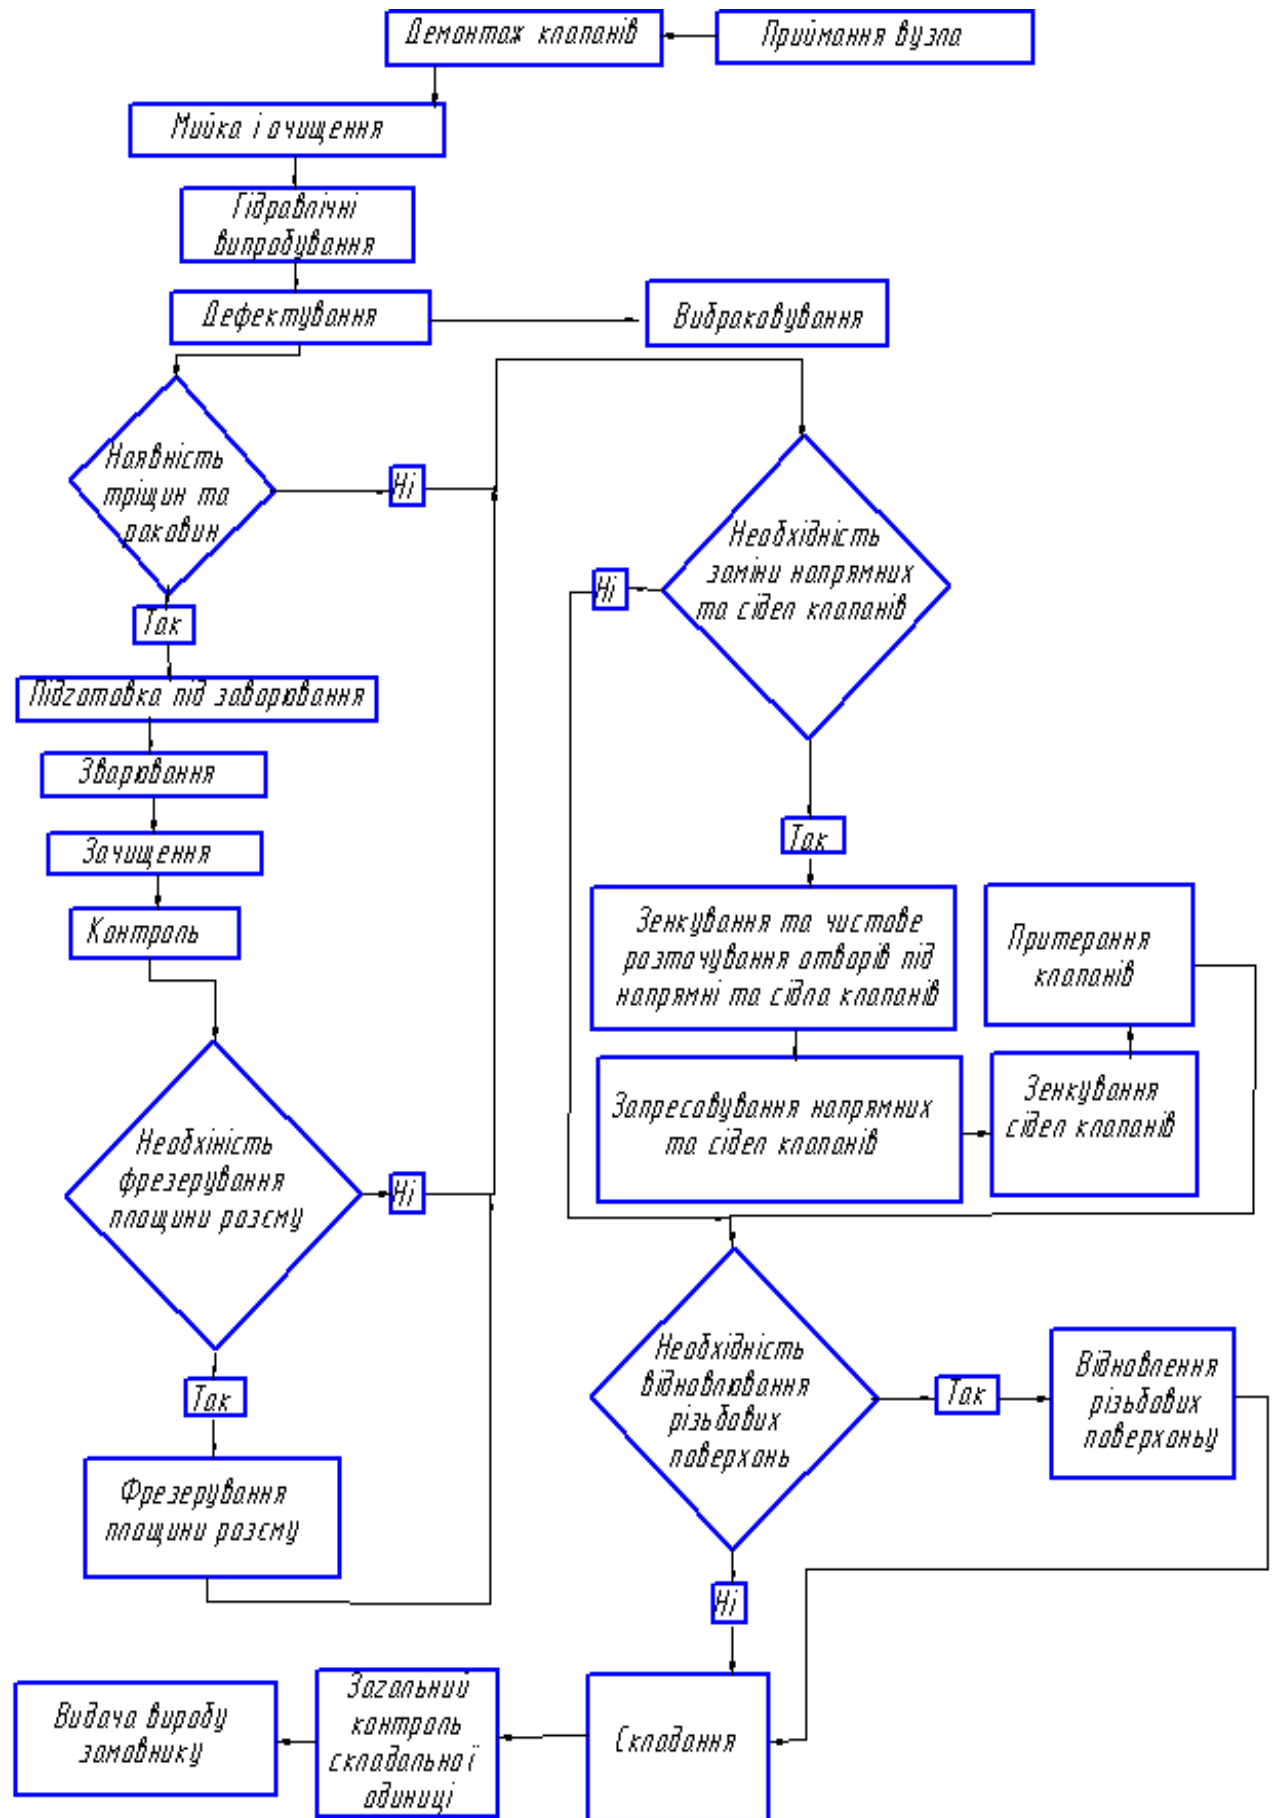 Приймання вузла
Демонтаж клапанів
Мийка і очищення
Гідравлічні
випробування
Дефектування
Вибраковування
Наявність
тріщин та
раковин
Ні
Так
Підготовка під заварювання
Зварювання
Зачищення
Контроль
Необхіність
фрезерування
площини розєму
Ні
Так
Фрезерування
площини розєму
Необхідність
заміни напрямних
та сідел клапанів
Ні
Так
Зенкування та чистове
розточування отворів під
напрямні та сідла клапанів
Запресовування напрямних
та сідел клапанів
Зенкування
сідел клапанів
Притерання
клапанів
Необхідність
відновлювання
різьбових
поверхонь
Так
Відновлення
різьбових
поверхоньу
Ні
Складання
Загальний
контроль
складальної
одиниці
Видача виробу
замовнику